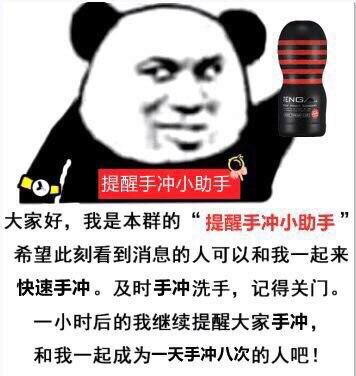 TENGA
提醒手冲小助手
大家好，我是本群的“提醒手冲小助手”
希望此刻看到消息的人可以和我一起来
快速手冲。及时手冲洗手，记得关门。
一小时后的我继续提醒大家手冲，
和我一起成为一天手冲八次的人吧！